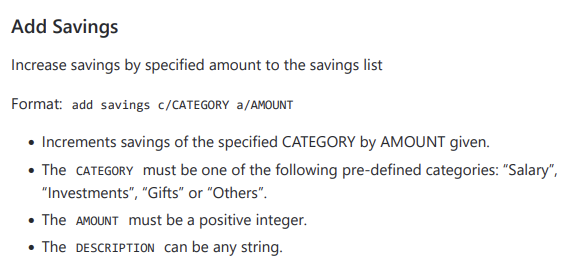 Add Savings
Increase savings by specified amount to the savings list
Format: add savings c/CATEGORY a/AMOUNT
• Increments savings of the specified CATEGORY by AMOUNT given.
• The CATEGORY must be one of the following pre-defined categories: “Salary”,
“Investments”, “Gifts” or “Others”.
• The AMOUNT must be a positive integer.
• The DESCRIPTION can be any string.